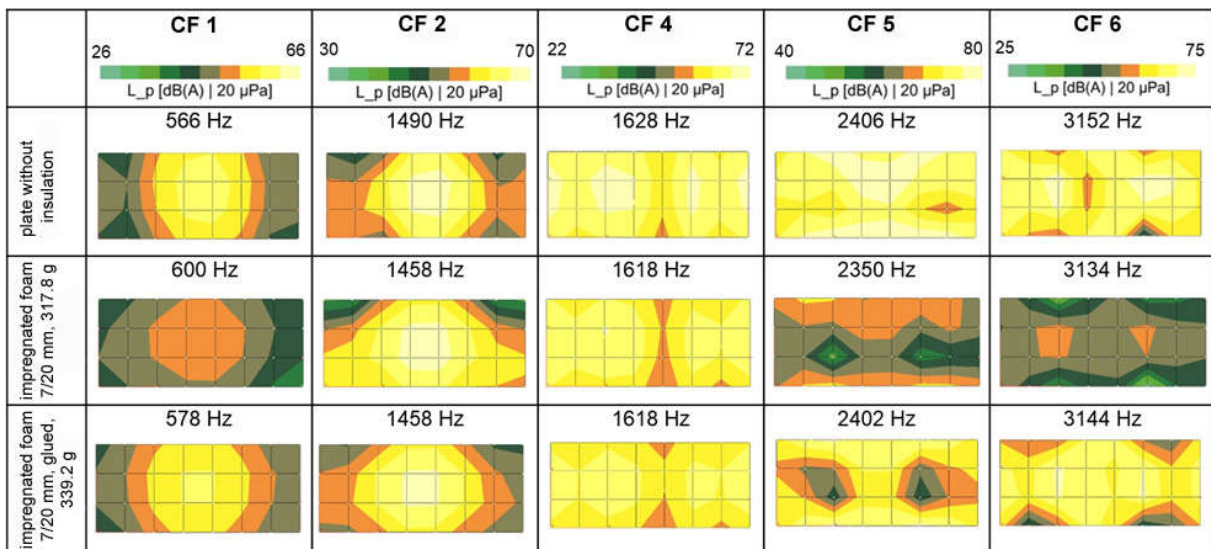 CF 1 CF 2 CF 4 CF 5 CF 6
26 66 30 70 22 72 40 80 25 75
L_p [dB(A) | 20 µPa] L_p [dB(A) | 20 µPa] L_p [dB(A) | 20 µPa] L_p [dB(A) | 20 µPa] L_p [dB(A) | 20 µPa]
plate without
insulation
566 Hz 1490 Hz 1628 Hz 2406 Hz 3152 Hz
impregnated foam
7/20 mm, 317.8 g
600 Hz 1458 Hz 1618 Hz 2350 Hz 3134 Hz
impregnated foam
7/20 mm, glued,
339.2 g
578 Hz 1458 Hz 1618 Hz 2402 Hz 3144 Hz